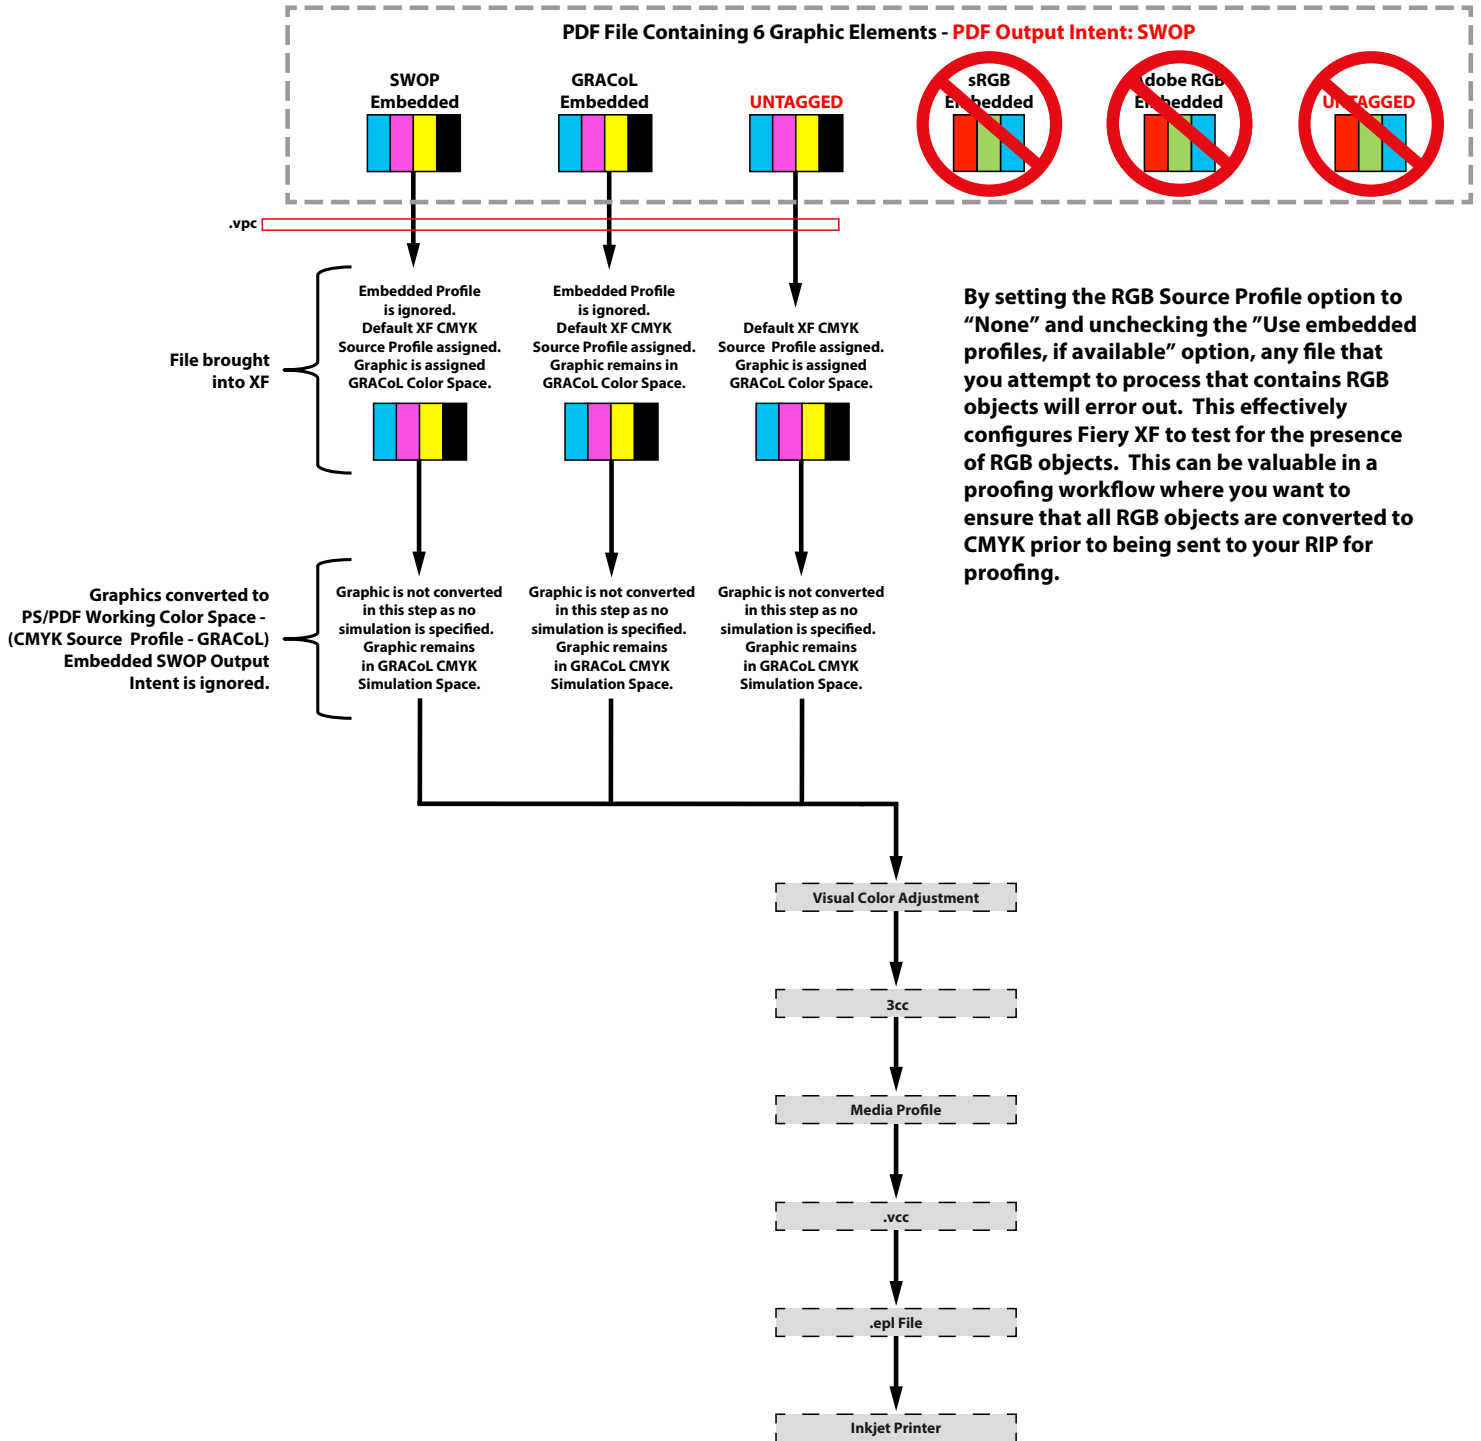 PDF File Containing 6 Graphic Elements - PDF Output Intent: SWOP
SWOP
Embedded
GRACoL
Embedded
UNTAGGED
sRGB
Embedded
Adobe RGB
Embedded
UNTAGGED
.vpc
File brought
into XF
Embedded Profile
is ignored.
Default XF CMYK
Source Profile assigned.
Graphic is assigned
GRACoL Color Space.
Embedded Profile
is ignored.
Default XF CMYK
Source Profile assigned.
Graphic remains in
GRACoL Color Space.
Default XF CMYK
Source  Profile assigned.
Graphic is assigned
GRACoL Color Space.
By setting the RGB Source Profile option to
“None” and unchecking the ”Use embedded
profiles, if available” option, any file that
you attempt to process that contains RGB
objects will error out.  This effectively
configures Fiery XF to test for the presence
of RGB objects.  This can be valuable in a
proofing workflow where you want to
ensure that all RGB objects are converted to
CMYK prior to being sent to your RIP for
proofing.
Graphics converted to
PS/PDF Working Color Space -
(CMYK Source  Profile - GRACoL)
Embedded SWOP Output
Intent is ignored.
Graphic is not converted
in this step as no
simulation is specified.
Graphic remains
in GRACoL CMYK
Simulation Space.
Graphic is not converted
in this step as no
simulation is specified.
Graphic remains
in GRACoL CMYK
Simulation Space.
Graphic is not converted
in this step as no
simulation is specified.
Graphic remains
in GRACoL CMYK
Simulation Space.
Visual Color Adjustment
3cc
Media Profile
.vcc
.epl File
Inkjet Printer